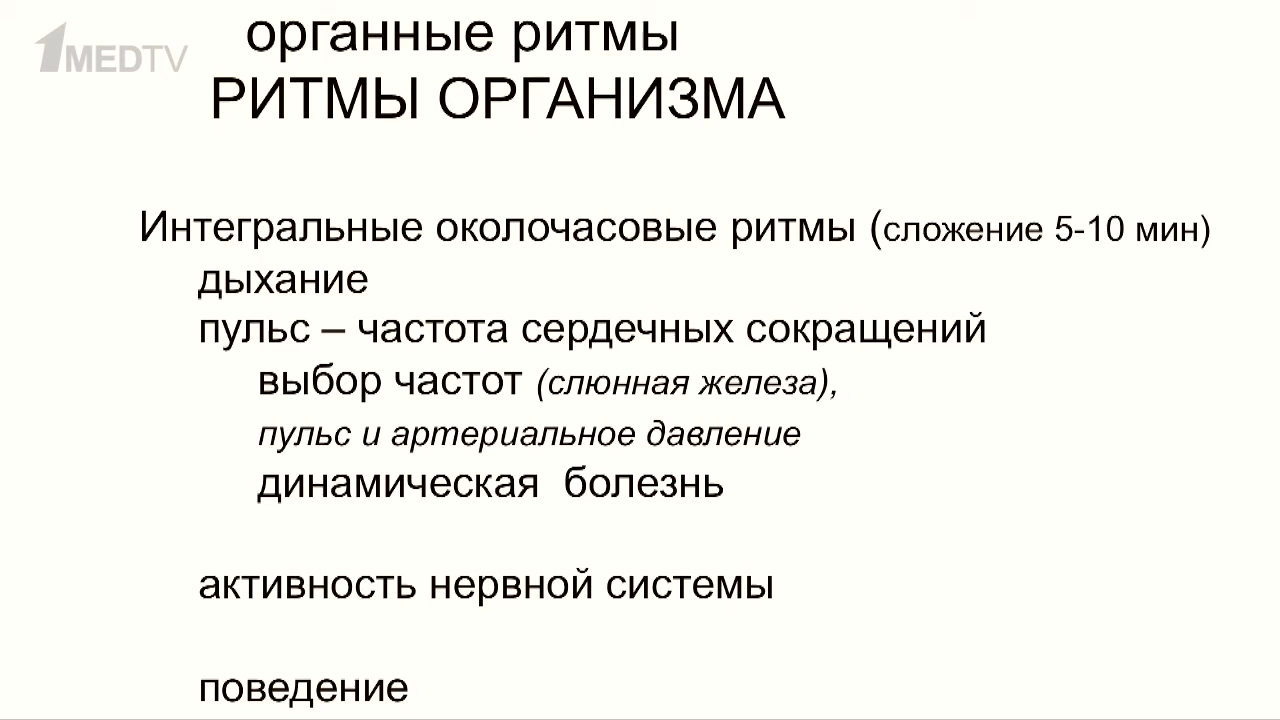 1MEDTV
органные ритмы
РИТМЫ ОРГАНИЗМА
Интегральные околочасовые ритмы (сложение 5-10 мин)
дыхание
пульс – частота сердечных сокращений
выбор частот (слюнная железа),
пульс и артериальное давление
динамическая  болезнь
активность нервной системы
поведение